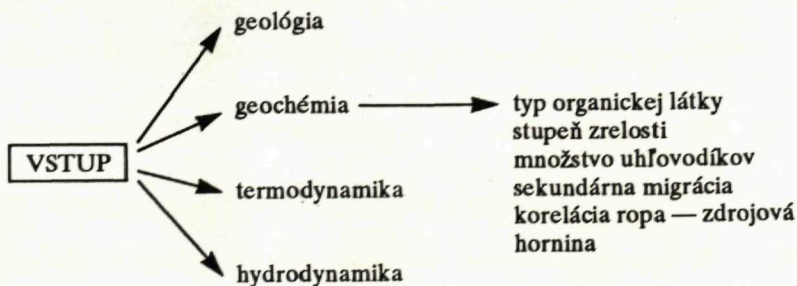 geológia
geochémia
typ organickej látky
stupeň zrelosti
množstvo uhľovodíkov
sekundárna migrácia
korelácia ropa — zdrojová
hornina
VSTUP
termodynamika
hydrodynamika